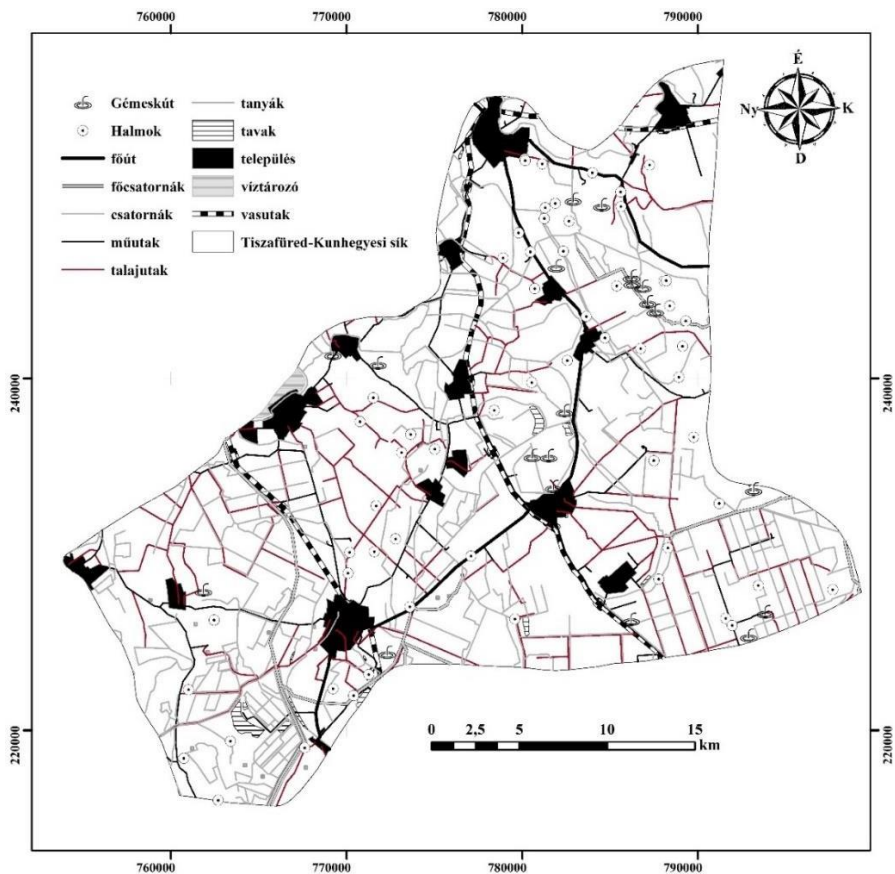 760000 770000 780000 790000
É
Ny K
D
Gémeskút
Halmok
főút
főcsatornák
csatornák
műutak
talajutak
tanyák
tavak
település
víztározó
vasutak
Tiszafüred-Kunhegyesi sík
240000 240000
220000 220000
0 2,5 5 10 15
km
760000 770000 780000 790000